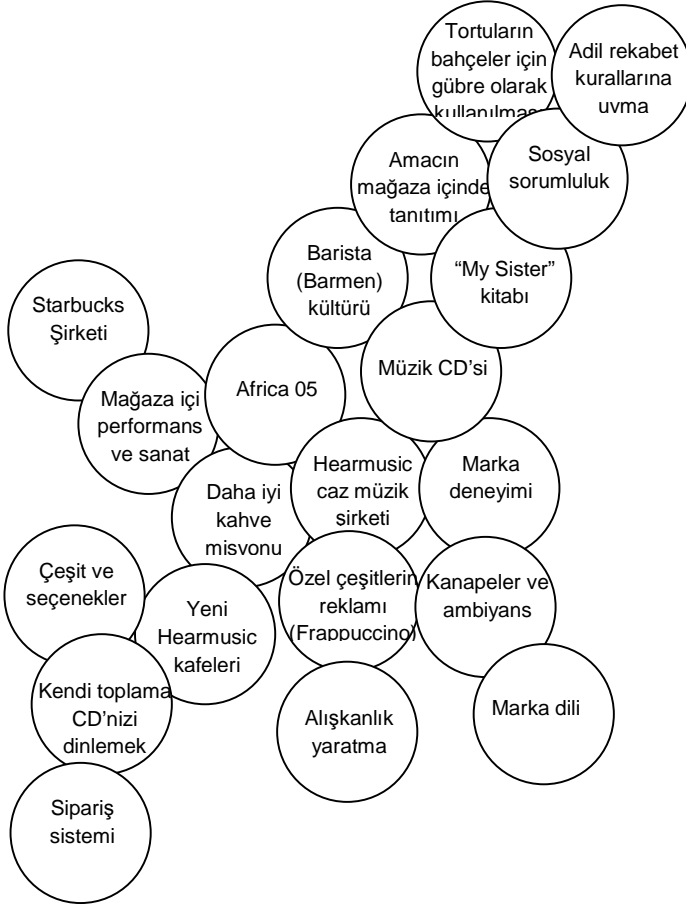 Tortuların
bahçeler için
gübre olarak
kullanılması
Adil rekabet
kurallarına
uyma
Amacın
mağaza içinde
tanıtımı
Sosyal
sorumluluk
Barista
(Barmen)
kültürü
“My Sister”
kitabı
Starbucks
Şirketi
Mağaza içi
performans
ve sanat
Africa 05
Müzik CD’si
Daha iyi
kahve
misyonu
Hearmusic
caz müzik
şirketi
Marka
deneyimi
Çeşit ve
seçenekler
Yeni
Hearmusic
kafeleri
Özel çeşitlerin
reklamı
(Frappuccino)
Kanapeler ve
ambiyans
Kendi toplama
CD’nizi
dinlemek
Alışkanlık
yaratma
Marka dili
Sipariş
sistemi